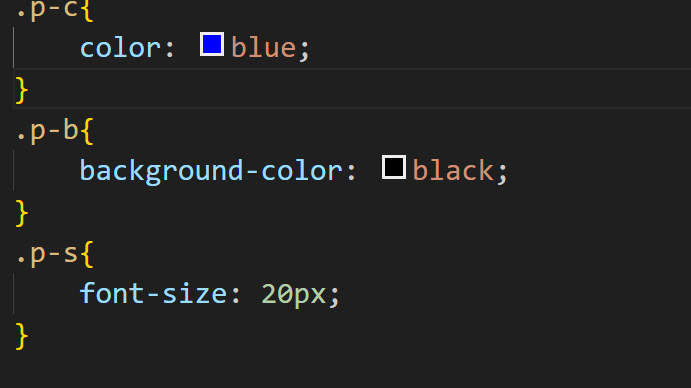 .p-c{
    color: blue;
}
.p-b{
    background-color: black;
}
.p-s{
    font-size: 20px;
}